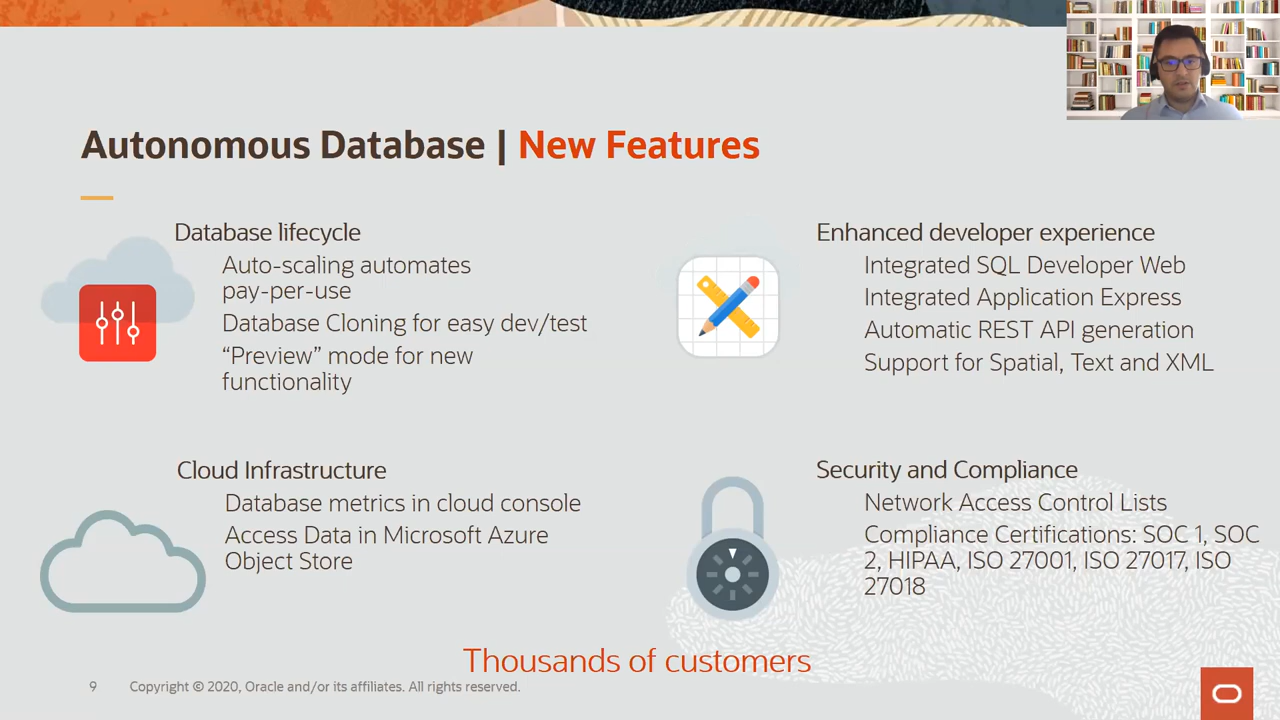 Autonomous Database | New Features
Database lifecycle
Auto-scaling automates
pay-per-use
Database Cloning for easy dev/test
“Preview” mode for new
functionality
Enhanced developer experience
Integrated SQL Developer Web
Integrated Application Express
Automatic REST API generation
Support for Spatial, Text and XML
Cloud Infrastructure
Database metrics in cloud console
Access Data in Microsoft Azure
Object Store
Security and Compliance
Network Access Control Lists
Compliance Certifications: SOC 1, SOC
2, HIPAA, ISO 27001, ISO 27017, ISO
27018
Thousands of customers
9 Copyright © 2020, Oracle and/or its affiliates. All rights reserved.